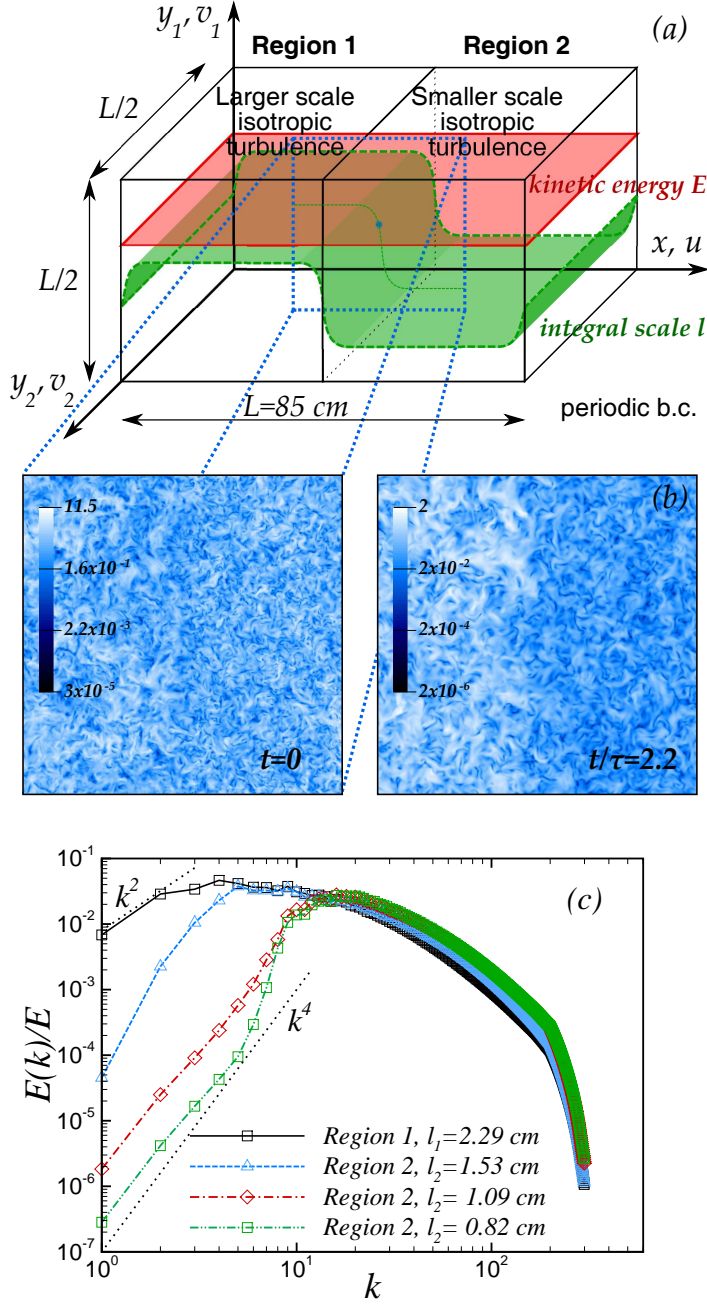 y₁, v₁
(a)
Region 1
Region 2
L/2
Larger scale
isotropic
turbulence
Smaller scale
isotropic
turbulence
kinetic energy E
x, u
L/2
integral scale l
y₂, v₂
L=85 cm
periodic b.c.
(b)
11.5
1.6x10⁻¹
2.2x10⁻³
3x10⁻⁵
t=0
2
2x10⁻²
2x10⁻⁴
2x10⁻⁶
t/τ=2.2
(c)
E(k)/E
10⁻¹
10⁻²
10⁻³
10⁻⁴
10⁻⁵
10⁻⁶
10⁻⁷
k²
k⁴
Region 1, l₁=2.29 cm
Region 2, l₂=1.53 cm
Region 2, l₂= 1.09 cm
Region 2, l₂= 0.82 cm
10⁰
10¹
10²
k